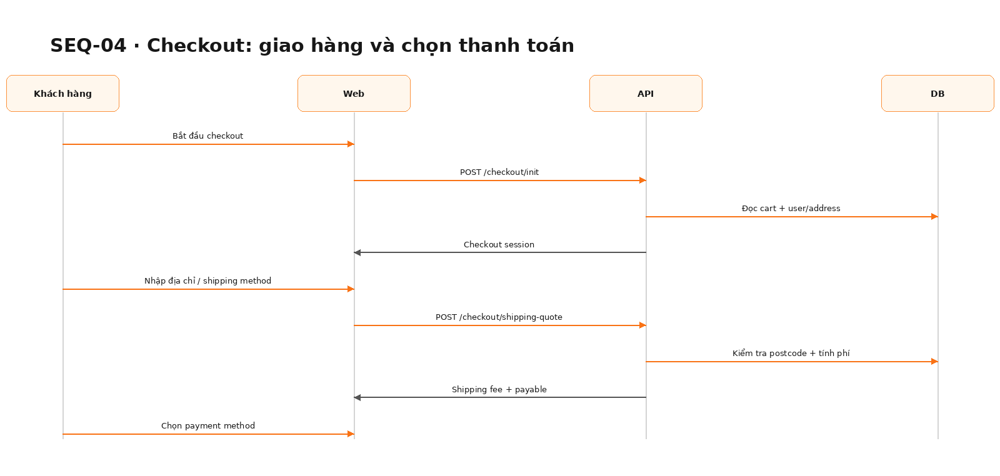 SEQ-04 · Checkout: giao hàng và chọn thanh toán
Khách hàng
Web
API
DB
Bắt đầu checkout
POST /checkout/init
Đọc cart + user/address
Checkout session
Nhập địa chỉ / shipping method
POST /checkout/shipping-quote
Kiểm tra postcode + tính phí
Shipping fee + payable
Chọn payment method